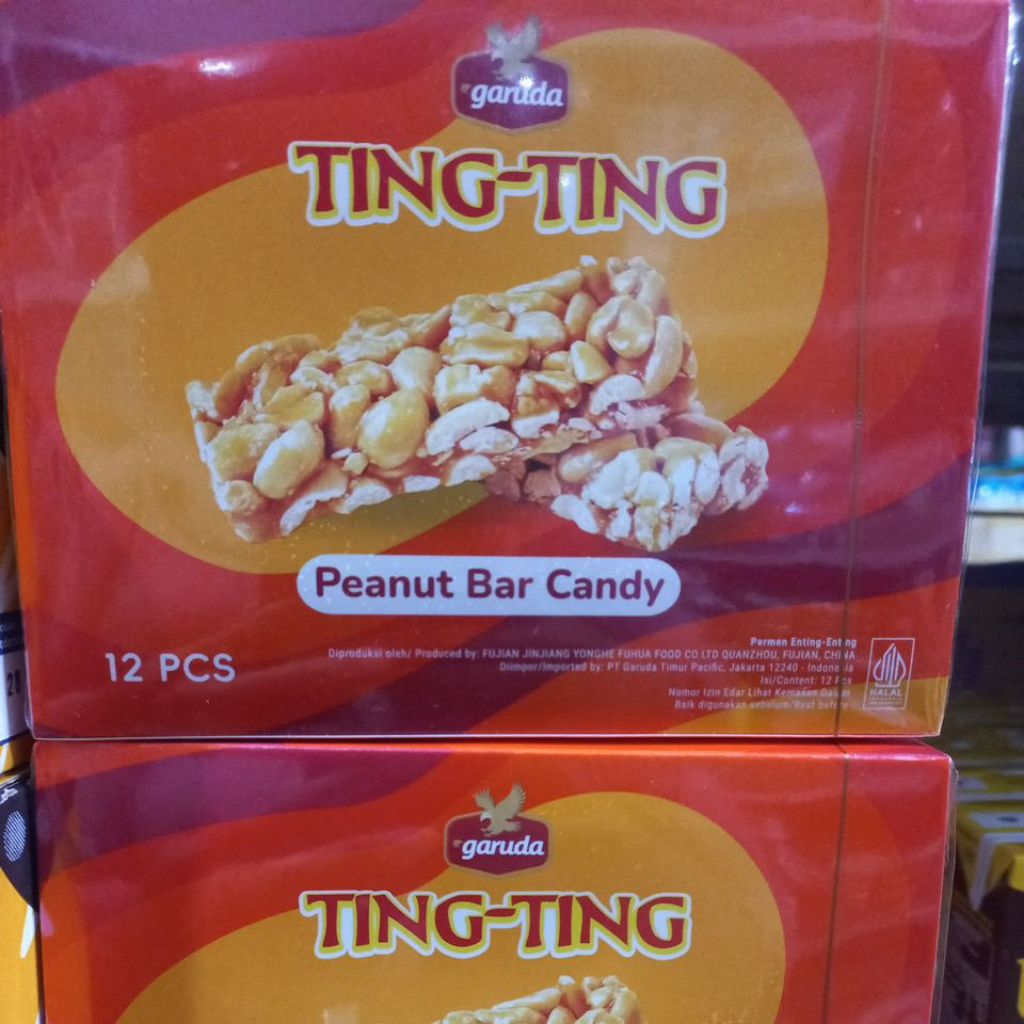 garuda
TING-TING
Peanut Bar Candy
12 PCS
Permen Enting-Enting
Diproduksi oleh/ Produced by: FUJIAN JINJIANG YONGHE FUHUA FOOD CO.LTD QUANZHOU, FUJIAN, CHINA
Diimpor/Imported by: PT Garuda Timur Pacific, Jakarta 12240 - Indonesia
Isi/Content: 12 Pcs
Nomor Izin Edar Lihat Kemasan Dalam
Baik digunakan sebelum/Best before
HALAL
garuda
TING-TING